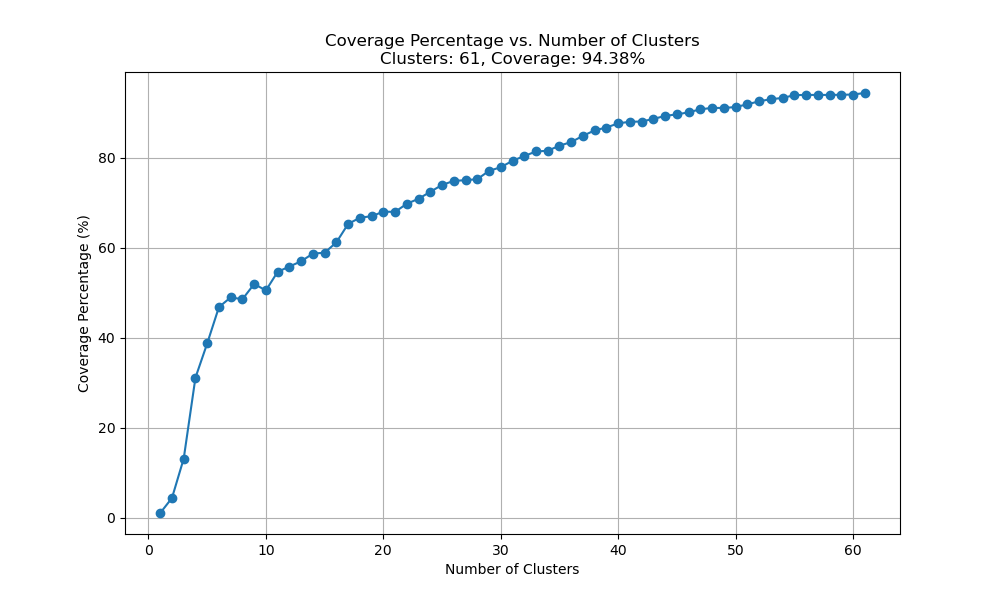 Coverage Percentage vs. Number of Clusters
Clusters: 61, Coverage: 94.38%
Coverage Percentage (%)
80
60
40
20
0
0 10 20 30 40 50 60
Number of Clusters